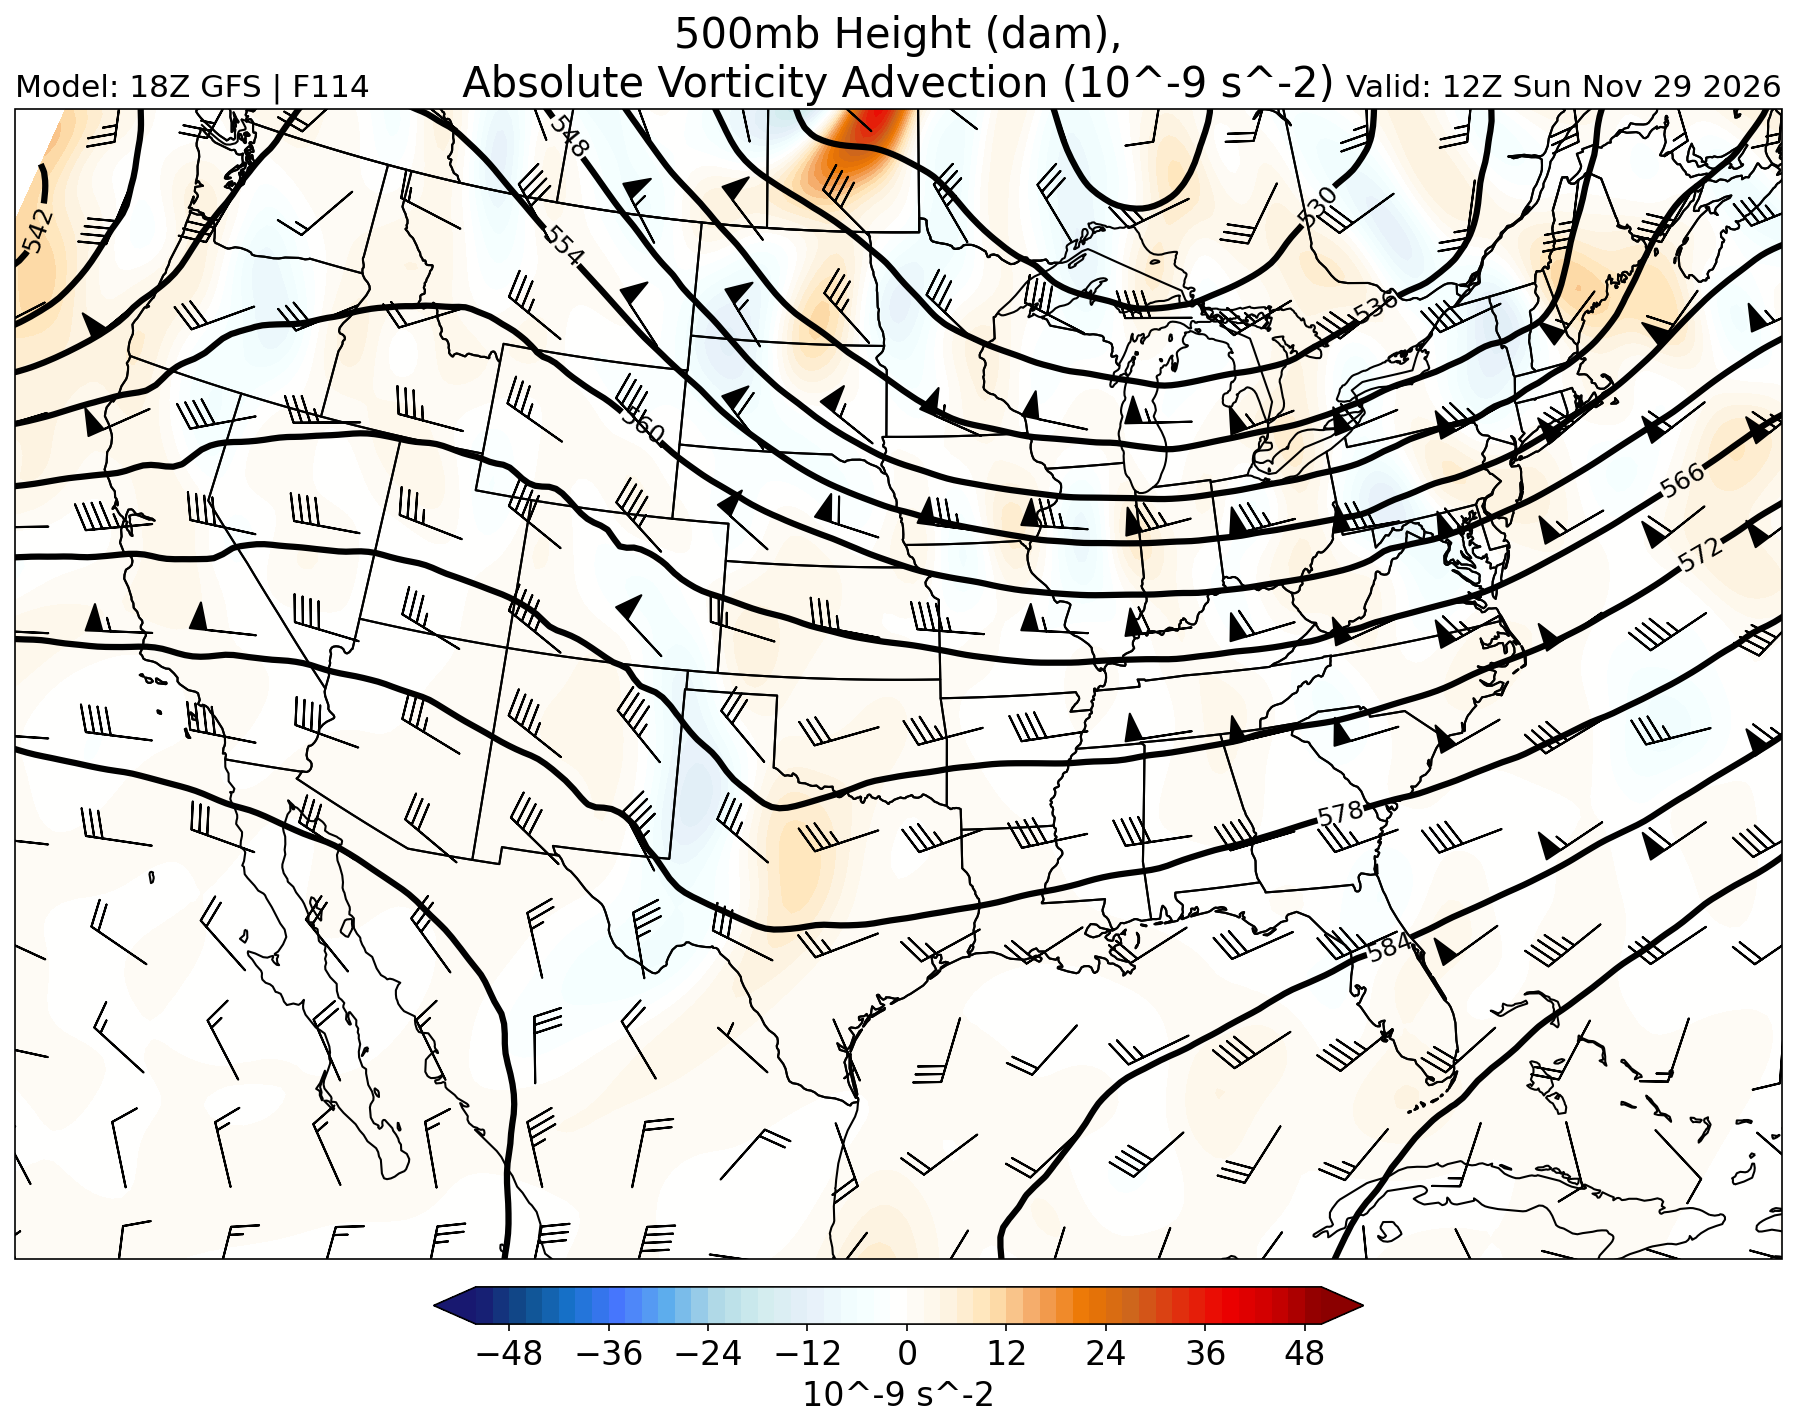 500mb Height (dam),
Model: 18Z GFS | F114
Absolute Vorticity Advection (10^-9 s^-2)
Valid: 12Z Sun Nov 29 2026
548
542
530
554
536
560
566
572
578
584
−48 −36 −24 −12 0 12 24 36 48
10^-9 s^-2